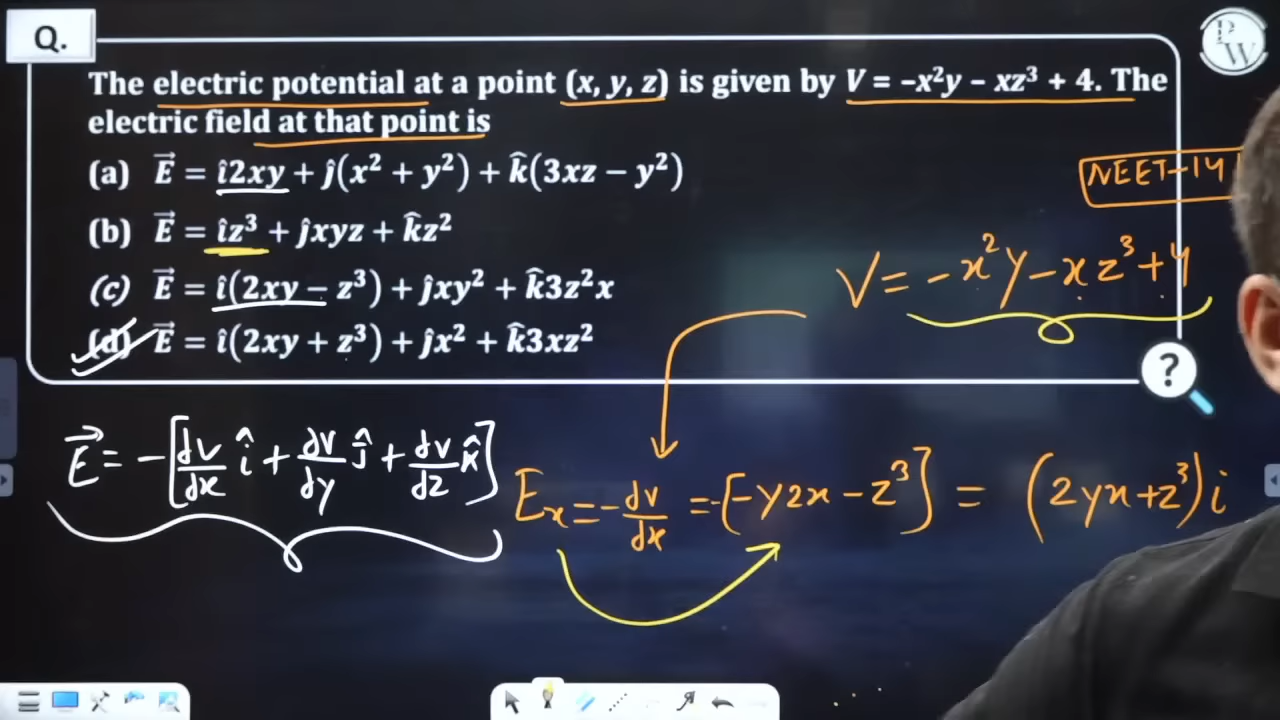 Q.
P
W
The electric potential at a point (x, y, z) is given by V = –x²y – xz³ + 4. The
electric field at that point is
(a) E⃗ = î2xy + ĵ(x² + y²) + k̂(3xz – y²)
(b) E⃗ = îz³ + ĵxyz + k̂z²
(c) E⃗ = î(2xy – z³) + ĵxy² + k̂3z²x
(d) E⃗ = î(2xy + z³) + ĵx² + k̂3xz²
NEET-14
V = -x²y - xz³ + 4
?
E⃗ = -[dv/dx î + dv/dy ĵ + dv/dz k̂]
Ex = -dv/dx = -[-y2x - z³] = (2yx + z³)i